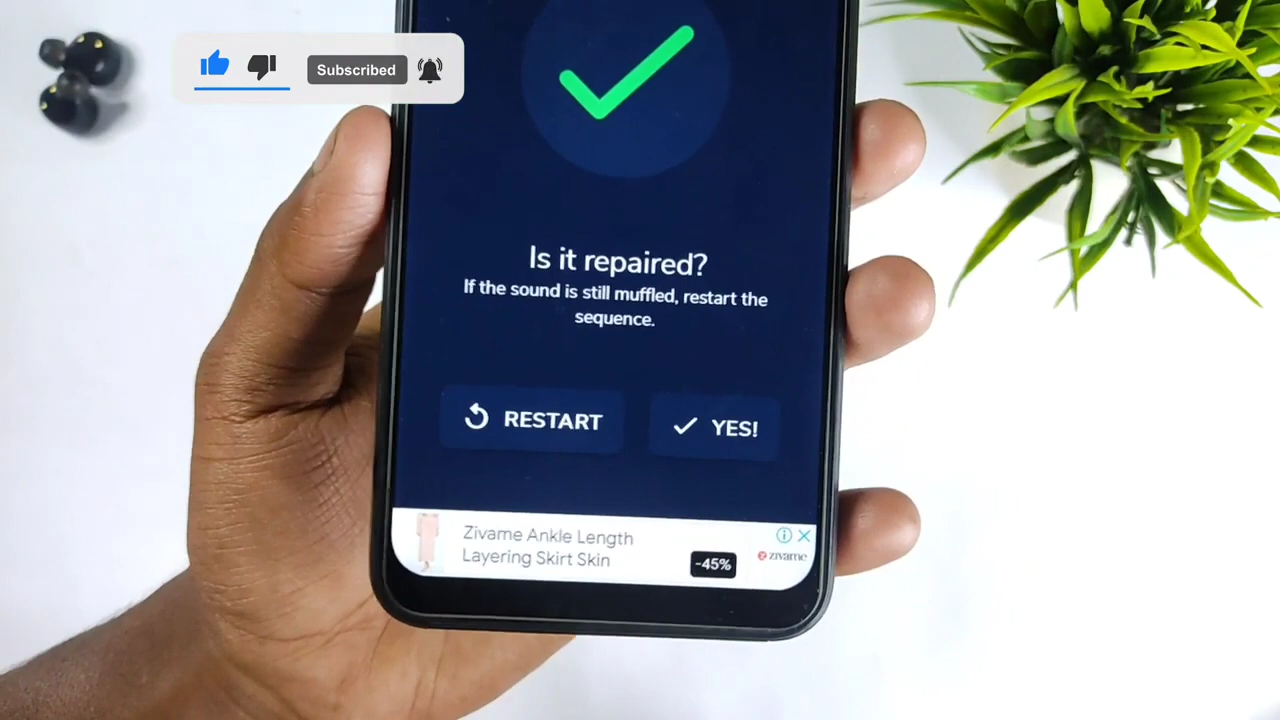 Subscribed
Is it repaired?
If the sound is still muffled, restart the
sequence.
RESTART
YES!
Zivame Ankle Length
Layering Skirt Skin
-45%
zivame